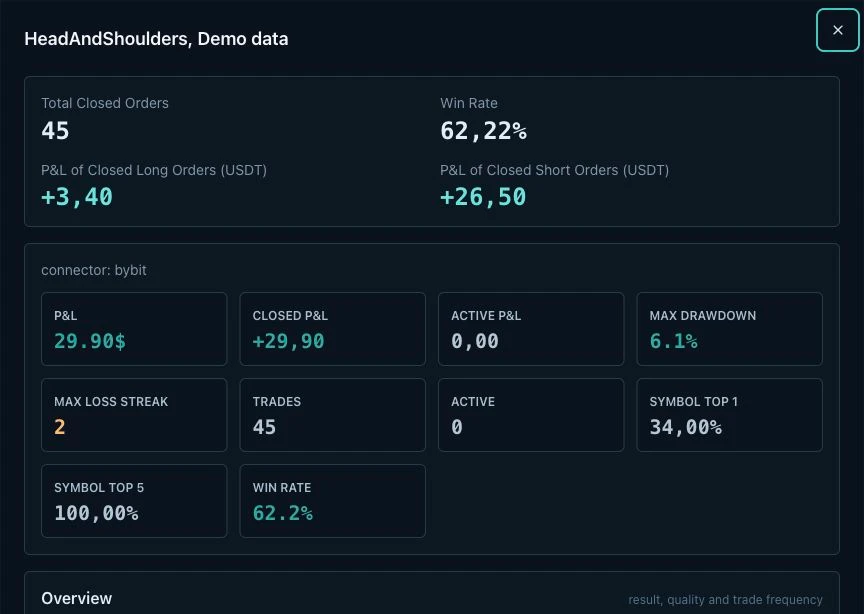 HeadAndShoulders, Demo data
×
Total Closed Orders
45
Win Rate
62,22%
P&L of Closed Long Orders (USDT)
+3,40
P&L of Closed Short Orders (USDT)
+26,50
connector: bybit
P&L
29.90$
CLOSED P&L
+29,90
ACTIVE P&L
0,00
MAX DRAWDOWN
6.1%
MAX LOSS STREAK
2
TRADES
45
ACTIVE
0
SYMBOL TOP 1
34,00%
SYMBOL TOP 5
100,00%
WIN RATE
62.2%
Overview
result, quality and trade frequency